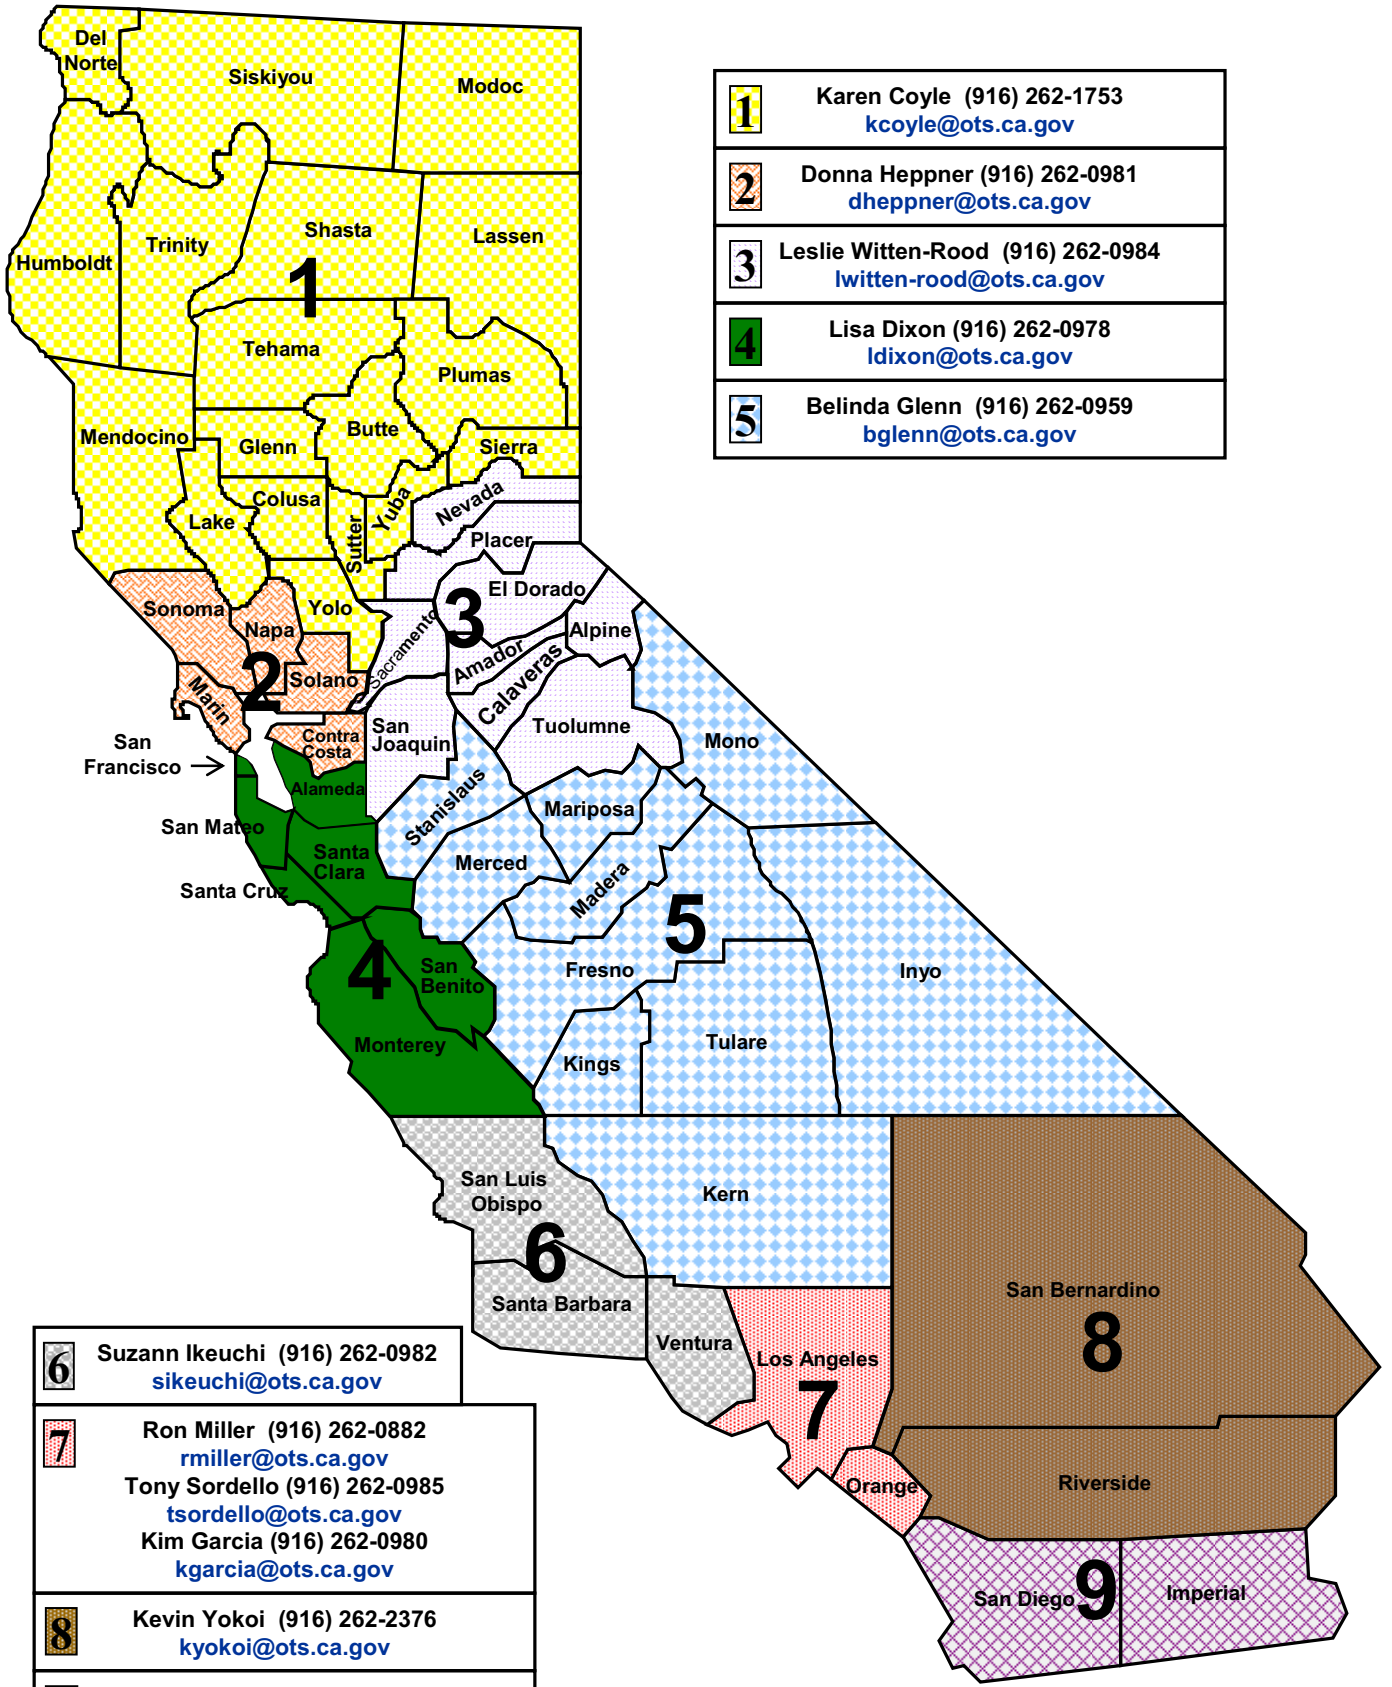 Del
Norte
Siskiyou
Modoc
Humboldt
Trinity
Shasta
Lassen
1
Tehama
Plumas
Mendocino
Glenn
Butte
Sierra
Colusa
Lake
Sutter
Yuba
Nevada
Placer
El Dorado
Sonoma
Napa
Yolo
Sacramento
3
Amador
Alpine
2
Solano
Marin
Calaveras
Contra
Costa
San
Joaquin
Tuolumne
Mono
San
Francisco
Alameda
Stanislaus
Mariposa
San Mateo
Santa
Clara
Merced
Madera
Santa Cruz
5
4
San
Benito
Fresno
Inyo
Monterey
Kings
Tulare
San Luis
Obispo
Kern
6
Santa Barbara
Ventura
San Bernardino
8
Los Angeles
7
Orange
Riverside
San Diego
9
Imperial
1
Karen Coyle (916) 262-1753
kcoyle@ots.ca.gov
2
Donna Heppner (916) 262-0981
dheppner@ots.ca.gov
3
Leslie Witten-Rood (916) 262-0984
lwitten-rood@ots.ca.gov
4
Lisa Dixon (916) 262-0978
ldixon@ots.ca.gov
5
Belinda Glenn (916) 262-0959
bglenn@ots.ca.gov
6
Suzann Ikeuchi (916) 262-0982
sikeuchi@ots.ca.gov
7
Ron Miller (916) 262-0882
rmiller@ots.ca.gov
Tony Sordello (916) 262-0985
tsordello@ots.ca.gov
Kim Garcia (916) 262-0980
kgarcia@ots.ca.gov
8
Kevin Yokoi (916) 262-2376
kyokoi@ots.ca.gov